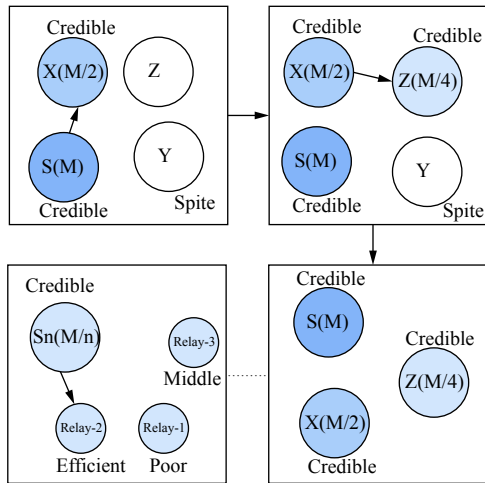 Credible
X(M/2)
Z
S(M)
Y
Credible
Spite
Credible
X(M/2)
Credible
Z(M/4)
S(M)
Y
Credible
Spite
Credible
Sn(M/n)
Relay-3
Middle
Relay-2
Relay-1
Efficient
Poor
Credible
S(M)
Credible
Z(M/4)
X(M/2)
Credible